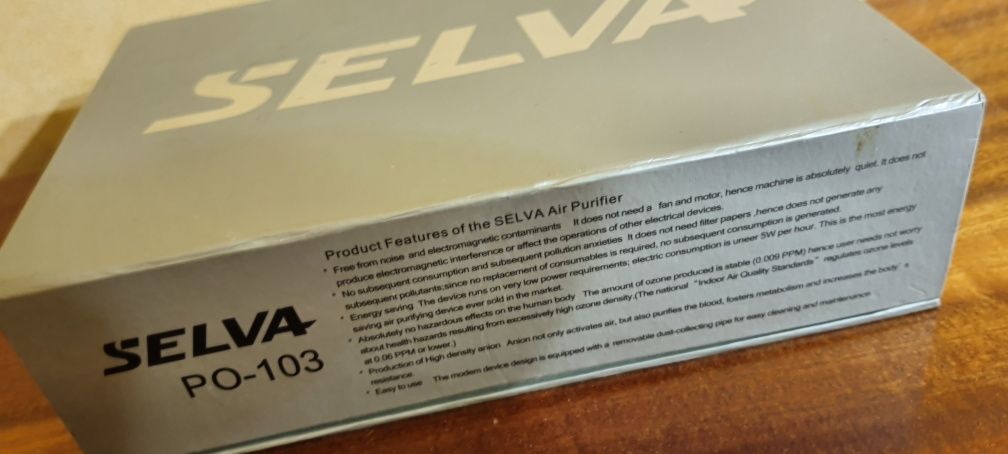 SELVA
Product Features of the SELVA Air Purifier
• Free from noise and electromagnetic contaminants It does not need a fan and motor, hence machine is absolutely quiet. It does not
produce electromagnetic interference or affect the operations of other electrical devices.
• No subsequent consumption and subsequent pollution anxieties It does not need filter papers ,hence does not generate any
subsequent pollutants;since no replacement of consumables is required, no subsequent consumption is generated.
• Energy saving The device runs on very low power requirements; electric consumption is uneer 5W per hour. This is the most energy
saving air purifying device ever sold in the market.
• Absolutely no hazardous effects on the human body The amount of ozone produced is stable (0.009 PPM) hence user needs not worry
about health hazards resulting from excessively high ozone density.(The national "Indoor Air Quality Standards" regulates ozone levels
at 0.06 PPM or lower.)
• Production of High density anion Anion not only activates air, but also purifies the blood, fosters metabolism and increases the body's
resistance.
• Easy to use The modern device design is equipped with a removable dust-collecting pipe for easy cleaning and maintenance
SELVA
PO-103